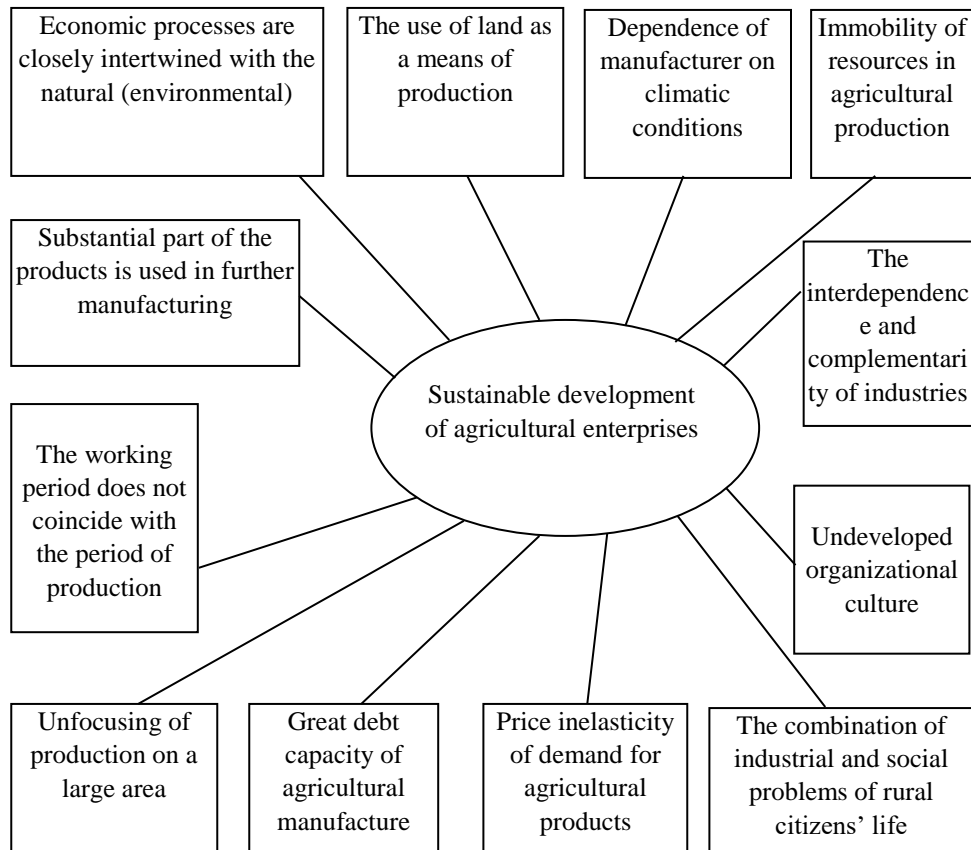 Economic processes are
closely intertwined with the
natural (environmental)
The use of land as
a means of
production
Dependence of
manufacturer on
climatic
conditions
Immobility of
resources in
agricultural
production
Substantial part of the
products is used in further
manufacturing
The
interdependenc
e and
complementari
ty of industries
Sustainable development
of agricultural enterprises
The working
period does not
coincide with
the period of
production
Undeveloped
organizational
culture
Unfocusing of
production on a
large area
Great debt
capacity of
agricultural
manufacture
Price inelasticity
of demand for
agricultural
products
The combination of
industrial and social
problems of rural
citizens’ life